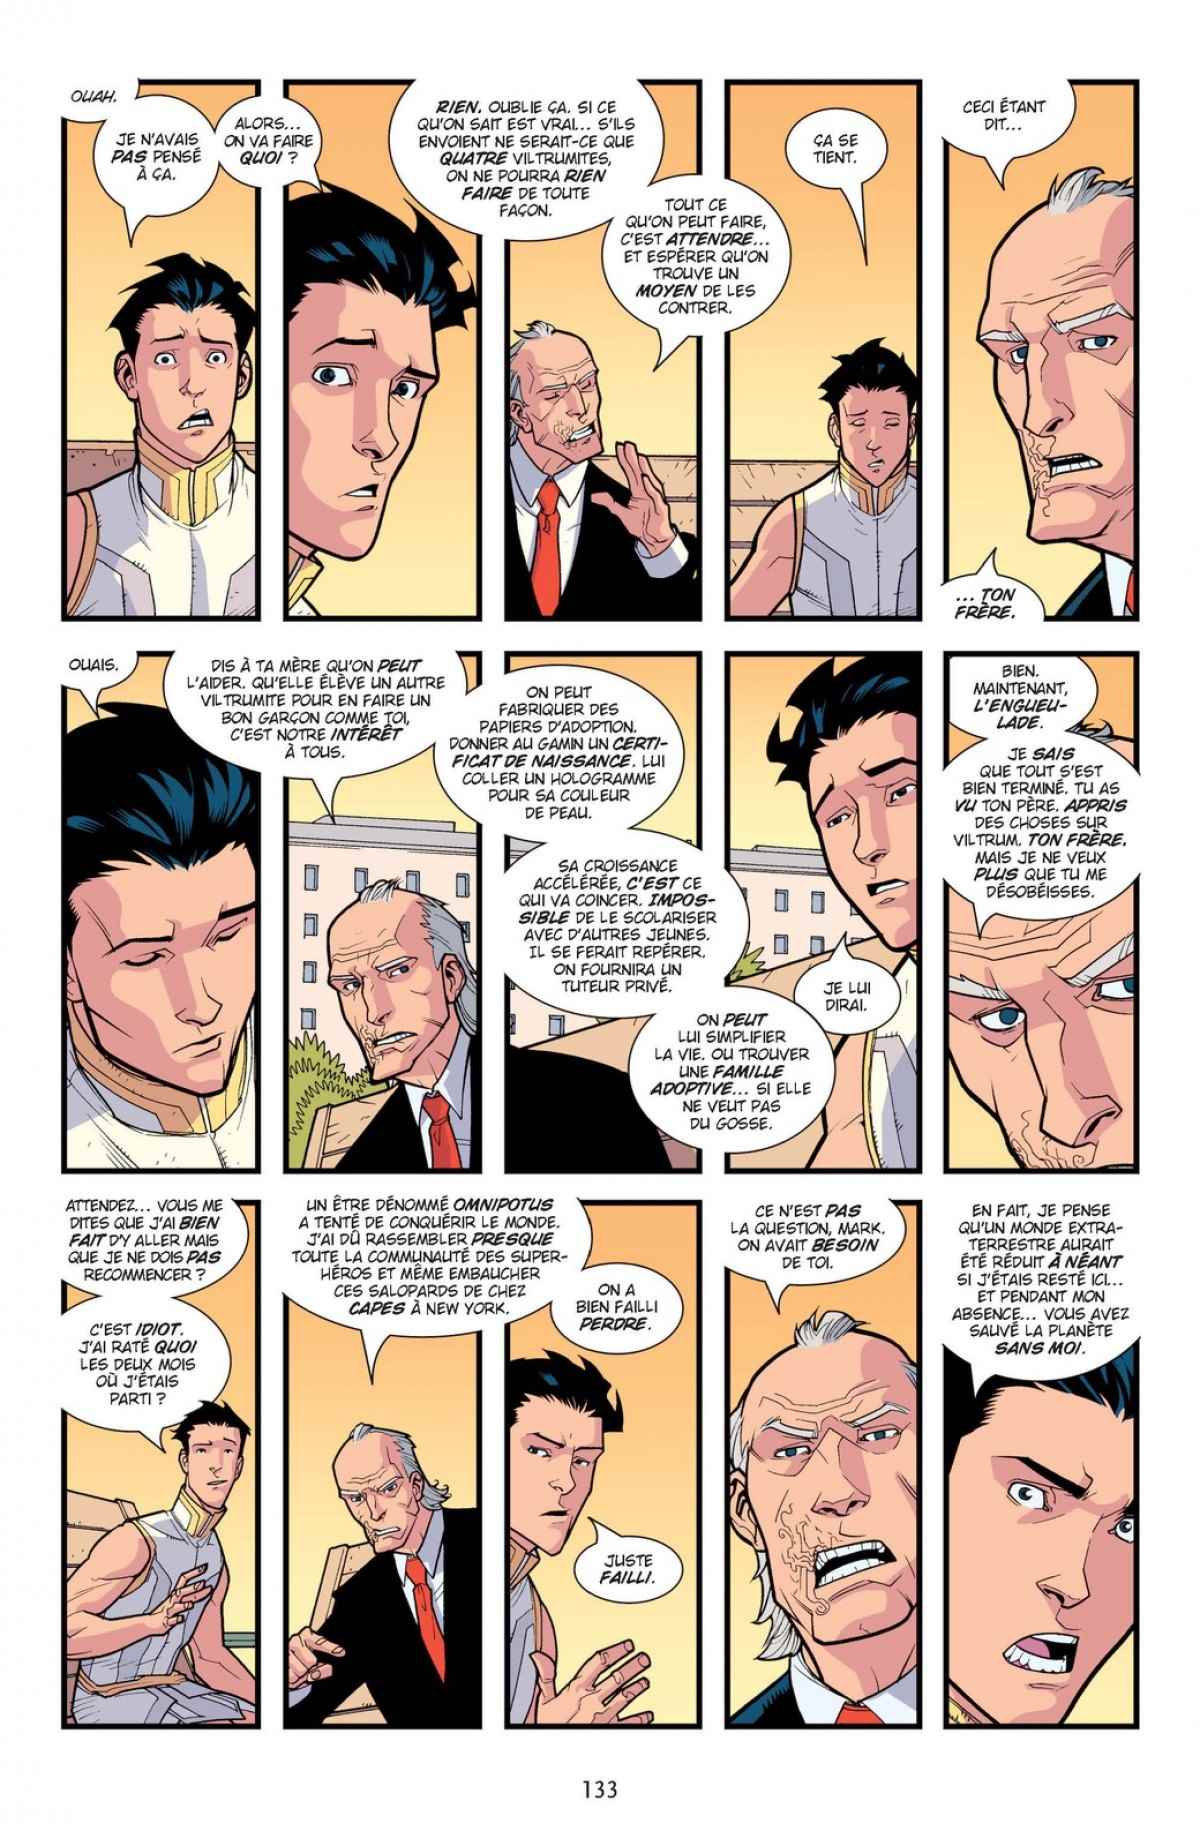 OUAH.
JE N'AVAIS
PAS PENSÉ
À ÇA.
ALORS...
ON VA FAIRE
QUOI ?
RIEN. OUBLIE ÇA. SI CE
QU'ON SAIT EST VRAI... S'ILS
ENVOIENT NE SERAIT-CE QUE
QUATRE VILTRUMITES,
ON NE POURRA RIEN
FAIRE DE TOUTE
FAÇON.
TOUT CE
QU'ON PEUT FAIRE,
C'EST ATTENDRE...
ET ESPÉRER QU'ON
TROUVE UN
MOYEN DE LES
CONTRER.
ÇA SE
TIENT.
CECI ÉTANT
DIT...
... TON
FRÈRE.
OUAIS.
DIS À TA MÈRE QU'ON PEUT
L'AIDER. QU'ELLE ÉLÈVE UN AUTRE
VILTRUMITE POUR EN FAIRE UN
BON GARÇON COMME TOI,
C'EST NOTRE INTÉRÊT
À TOUS.
ON PEUT
FABRIQUER DES
PAPIERS D'ADOPTION.
DONNER AU GAMIN UN CERTI-
FICAT DE NAISSANCE. LUI
COLLER UN HOLOGRAMME
POUR SA COULEUR
DE PEAU.
SA CROISSANCE
ACCÉLÉRÉE, C'EST CE
QUI VA COINCER. IMPOS-
SIBLE DE LE SCOLARISER
AVEC D'AUTRES JEUNES.
IL SE FERAIT REPÉRER.
ON FOURNIRA UN
TUTEUR PRIVÉ.
ON PEUT
LUI SIMPLIFIER
LA VIE. OU TROUVER
UNE FAMILLE
ADOPTIVE... SI ELLE
NE VEUT PAS
DU GOSSE.
JE LUI
DIRAI.
BIEN.
MAINTENANT,
L'ENGUEU-
LADE.
JE SAIS
QUE TOUT S'EST
BIEN TERMINÉ. TU AS
VU TON PÈRE. APPRIS
DES CHOSES SUR
VILTRUM. TON FRÈRE.
MAIS JE NE VEUX
PLUS QUE TU ME
DÉSOBÉISSES.
ATTENDEZ... VOUS ME
DITES QUE J'AI BIEN
FAIT D'Y ALLER MAIS
QUE JE NE DOIS PAS
RECOMMENCER ?
C'EST IDIOT.
J'AI RATÉ QUOI
LES DEUX MOIS
OÙ J'ÉTAIS
PARTI ?
UN ÊTRE DÉNOMMÉ OMNIPOTUS
A TENTÉ DE CONQUÉRIR LE MONDE.
J'AI DÛ RASSEMBLER PRESQUE
TOUTE LA COMMUNAUTÉ DES SUPER-
HÉROS ET MÊME EMBAUCHER
CES SALOPARDS DE CHEZ
CAPES À NEW YORK.
ON A
BIEN FAILLI
PERDRE.
JUSTE
FAILLI.
CE N'EST PAS
LA QUESTION, MARK.
ON AVAIT BESOIN
DE TOI.
EN FAIT, JE PENSE
QU'UN MONDE EXTRA-
TERRESTRE AURAIT
ÉTÉ RÉDUIT À NÉANT
SI J'ÉTAIS RESTÉ ICI...
ET PENDANT MON
ABSENCE... VOUS AVEZ
SAUVÉ LA PLANÈTE
SANS MOI.
133